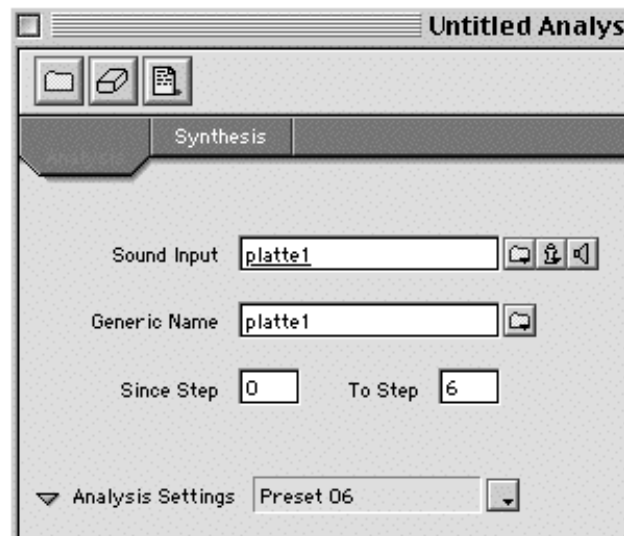 Untitled Analys
Synthesis
Analysis
Sound Input platte1
Generic Name platte1
Since Step 0 To Step 6
Analysis Settings Preset 06